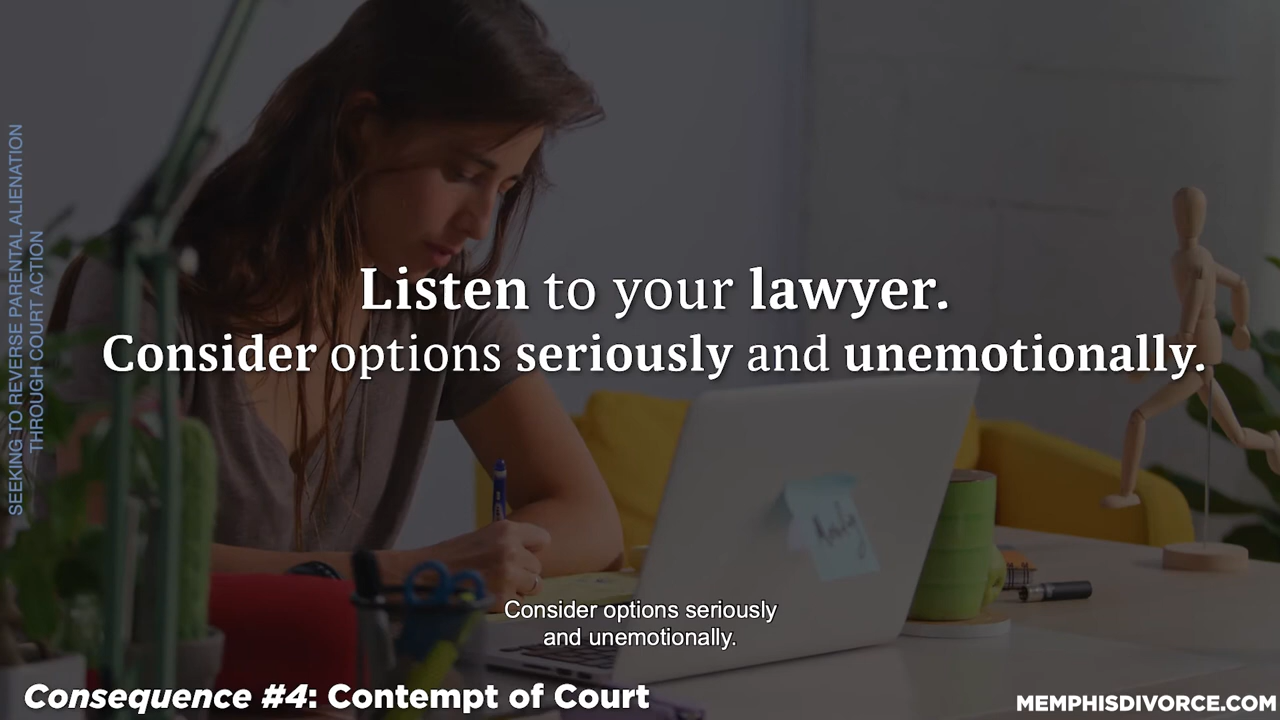 SEEKING TO REVERSE PARENTAL ALIENATION
THROUGH COURT ACTION
Listen to your lawyer.
Consider options seriously and unemotionally.
Consider options seriously
and unemotionally.
Consequence #4: Contempt of Court
MEMPHISDIVORCE.COM